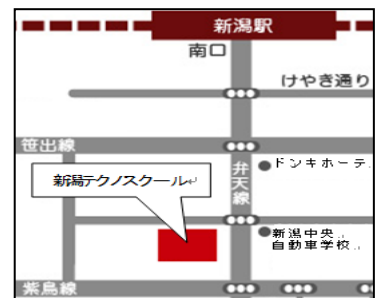 新潟駅
南口
けやき通り
笹出線
弁天線
ドンキホーテ
新潟テクノスクール
新潟中央
自動車学校
紫鳥線